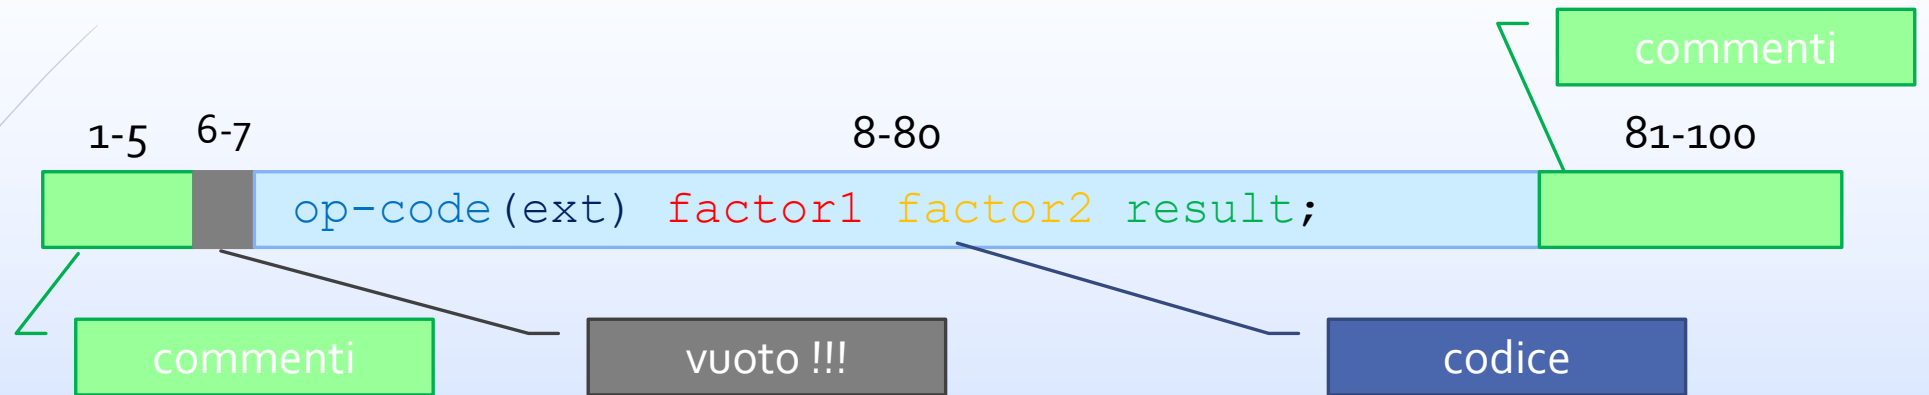 commenti
1-5 6-7 8-80 81-100
op-code(ext) factor1 factor2 result;
commenti vuoto !!! codice